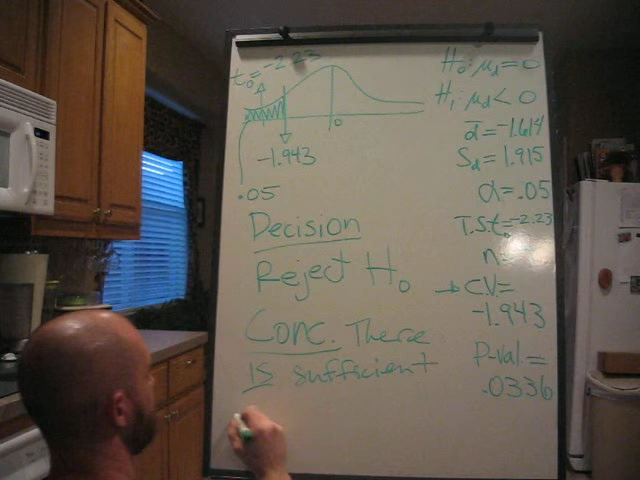 t₀=-2.23
0
-1.943
.05
Decision
Reject H₀
Conc. There
is sufficient
H₀: μd = 0
H₁: μd < 0
d̄ = -1.614
Sd = 1.915
α = .05
T.S. t₀ = -2.23
n
→ C.V. =
-1.943
P-val. =
.0336